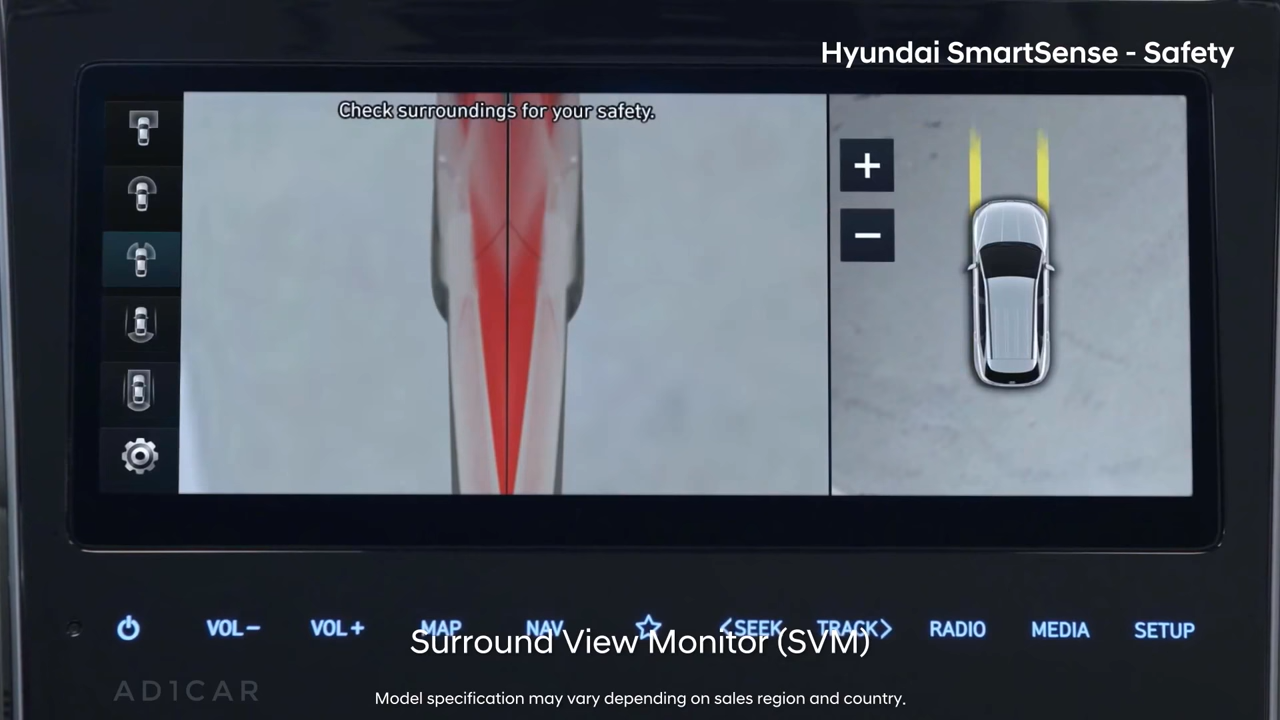 Hyundai SmartSense - Safety
Check surroundings for your safety.
VOL− VOL+ MAP NAV <SEEK TRACK> RADIO MEDIA SETUP
Surround View Monitor (SVM)
AD1CAR
Model specification may vary depending on sales region and country.